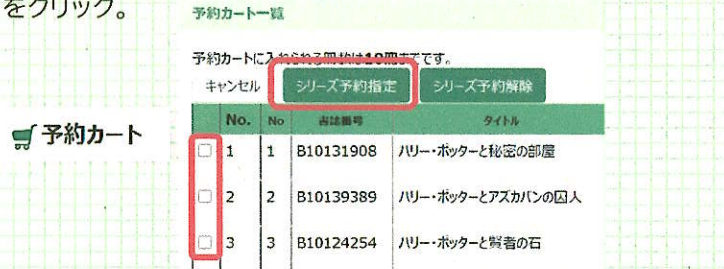 をクリック。
予約カート一覧
予約カートに入れられる冊数は10冊までです。
キャンセル シリーズ予約指定 シリーズ予約解除
No. No 書誌番号 タイトル
予約カート
1 1 B10131908 ハリー・ポッターと秘密の部屋
2 2 B10139389 ハリー・ポッターとアズカバンの囚人
3 3 B10124254 ハリー・ポッターと賢者の石